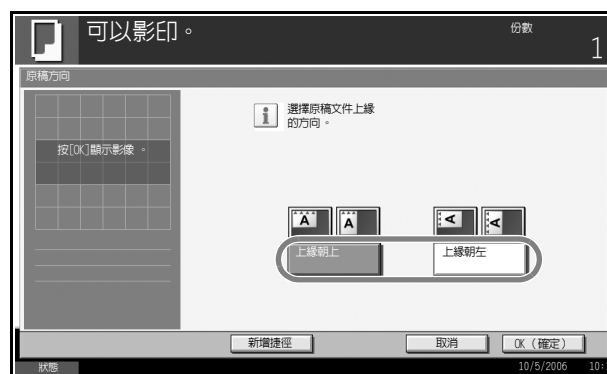 可以影印。
份數
1
原稿方向
選擇原稿文件上緣
的方向。
按[OK]顯示影像 。
A A A A
上緣朝上
上緣朝左
新增捷徑
取消
OK (確定)
狀態
10/5/2006 10: